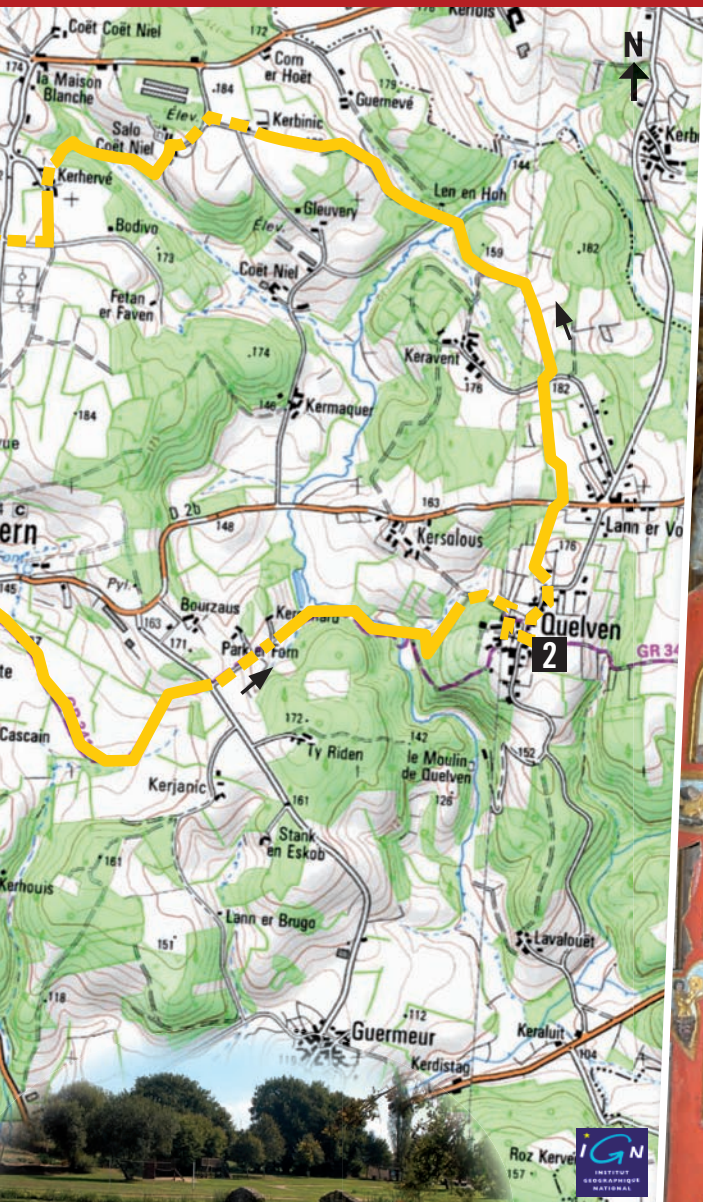 Coët Coët Niel
172
Kerlois
N
174
la Maison
Blanche
Corn
er Hoët
184
179
Guernevé
Élev.
Kerbinic
Salo
Coët Niel
144
Kerhervé
Len en Hoh
Gleuvery
Bodivo
Élev.
159
182
173
Coët Niel
Fetan
er Faven
174
Keravent
176
182
146
Kermaquer
184
D 2b
163
C
ern
148
Kersalous
Lann er Vo
176
Font.
145
Pyl.
Bourzaus
163
171
Quelven
2
Park er Forn
GR 34
Cascain
172
142
Ty Riden
le Moulin
de Quelven
152
126
Kerjanic
161
Stank
en Eskob
161
Kerhouis
Lann er Brugo
151
Lavalouët
118
112
Guermeur
Keraluit
104
Kerdistag
Roz Kerve
157
IGN
INSTITUT
GEOGRAPHIQUE
NATIONAL